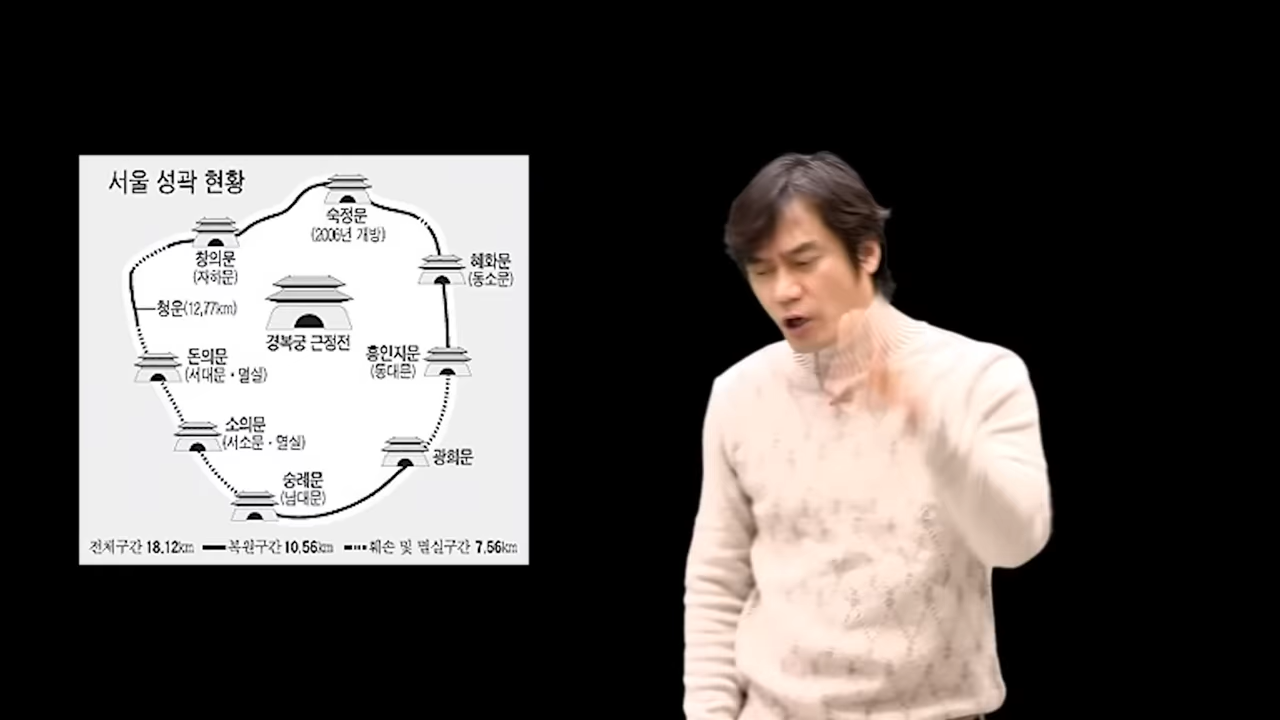 서울 성곽 현황
숙정문
(2006년 개방)
창의문
(자하문)
혜화문
(동소문)
청운(12,77km)
경복궁 근정전
돈의문
(서대문·멸실)
흥인지문
(동대문)
소의문
(서소문·멸실)
광희문
숭례문
(남대문)
전체구간 18.12km 복원구간 10.56km 훼손 및 멸실구간 7.56km